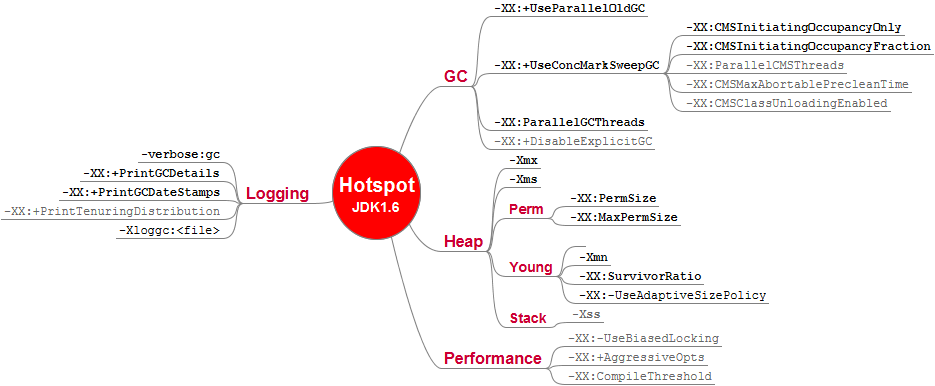 Hotspot
JDK1.6
GC
-XX:+UseParallelOldGC
-XX:+UseConcMarkSweepGC
-XX:CMSInitiatingOccupancyOnly
-XX:CMSInitiatingOccupancyFraction
-XX:ParallelCMSThreads
-XX:CMSMaxAbortablePrecleanTime
-XX:CMSClassUnloadingEnabled
-XX:ParallelGCThreads
-XX:+DisableExplicitGC
Heap
-Xmx
-Xms
Perm
-XX:PermSize
-XX:MaxPermSize
Young
-Xmn
-XX:SurvivorRatio
-XX:-UseAdaptiveSizePolicy
Stack
-Xss
Performance
-XX:-UseBiasedLocking
-XX:+AggressiveOpts
-XX:CompileThreshold
Logging
-verbose:gc
-XX:+PrintGCDetails
-XX:+PrintGCDateStamps
-XX:+PrintTenuringDistribution
-Xloggc:<file>